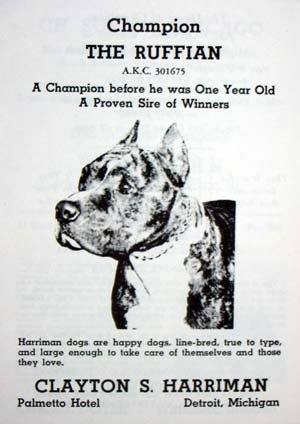 Champion
THE RUFFIAN
A.K.C. 301675
A Champion before he was One Year Old
A Proven Sire of Winners
Harriman dogs are happy dogs, line-bred, true to type,
and large enough to take care of themselves and those
they love.
CLAYTON S. HARRIMAN
Palmetto Hotel Detroit, Michigan